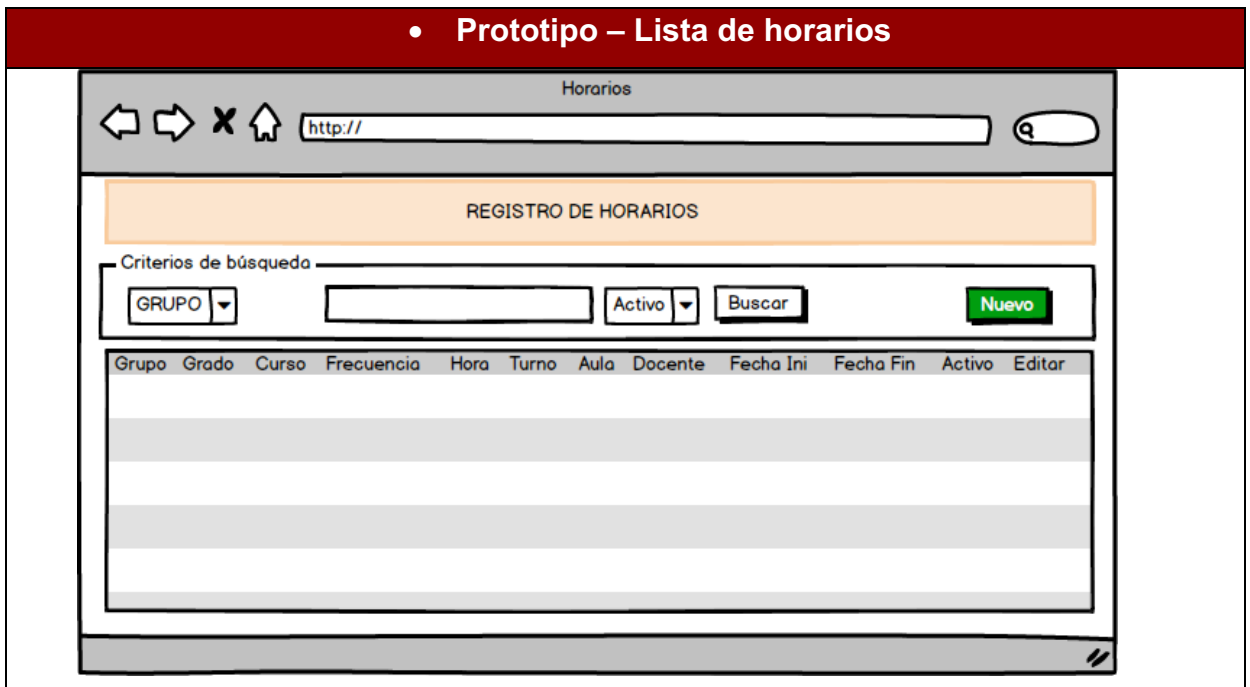 • Prototipo – Lista de horarios
Horarios
http://
REGISTRO DE HORARIOS
Criterios de búsqueda
GRUPO Activo Buscar Nuevo
Grupo Grado Curso Frecuencia Hora Turno Aula Docente Fecha Ini Fecha Fin Activo Editar